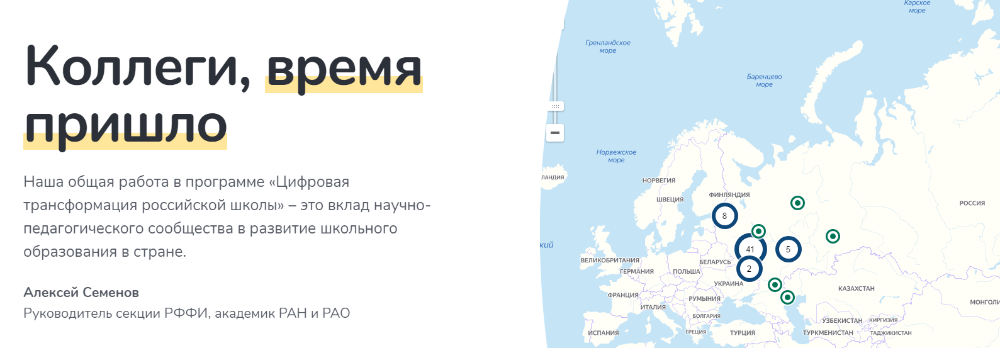 Коллеги, время
пришло
Наша общая работа в программе «Цифровая
трансформация российской школы» – это вклад научно-
педагогического сообщества в развитие школьного
образования в стране.
Алексей Семенов
Руководитель секции РФФИ, академик РАН и РАО
Карское
море
Гренландское
море
Баренцево
море
Норвежское
море
ЛАНДИЯ
НОРВЕГИЯ
ФИНЛЯНДИЯ
ШВЕЦИЯ
РОССИЯ
8
кий
41
5
ВЕЛИКОБРИТАНИЯ
БЕЛАРУСЬ
2
ГЕРМАНИЯ
ПОЛЬША
УКРАИНА
КАЗАХСТАН
ФРАНЦИЯ
РУМЫНИЯ
МОНГОЛИ
ИТАЛИЯ
БОЛГАРИЯ
УЗБЕКИСТАН
КИРГИЗИЯ
ИСПАНИЯ
ГРЕЦИЯ
ТУРЦИЯ
ТУРКМЕНИСТАН
ТАДЖИКИСТАН